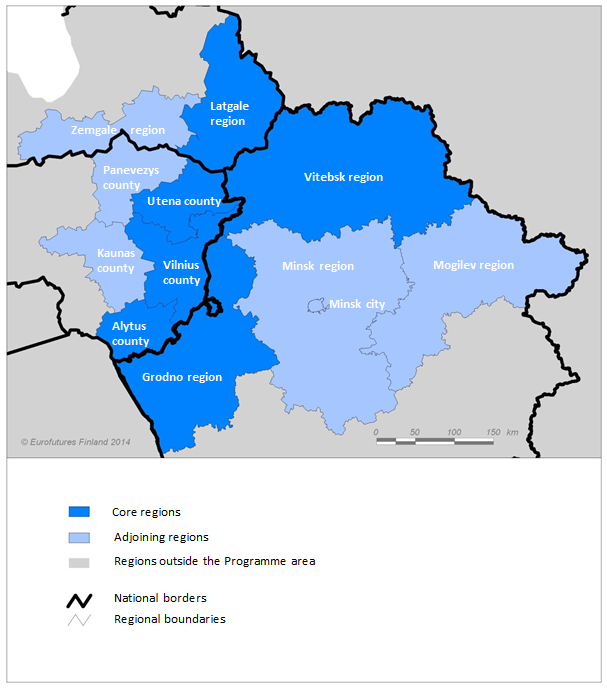 Latgale
region
Zemgale region
Panevezys
county
Vitebsk region
Utena county
Kaunas
county
Vilnius
county
Minsk region
Mogilev region
Minsk city
Alytus
county
Grodno region
0 50 100 150 km
© Eurofutures Finland 2014
Core regions
Adjoining regions
Regions outside the Programme area
National borders
Regional boundaries